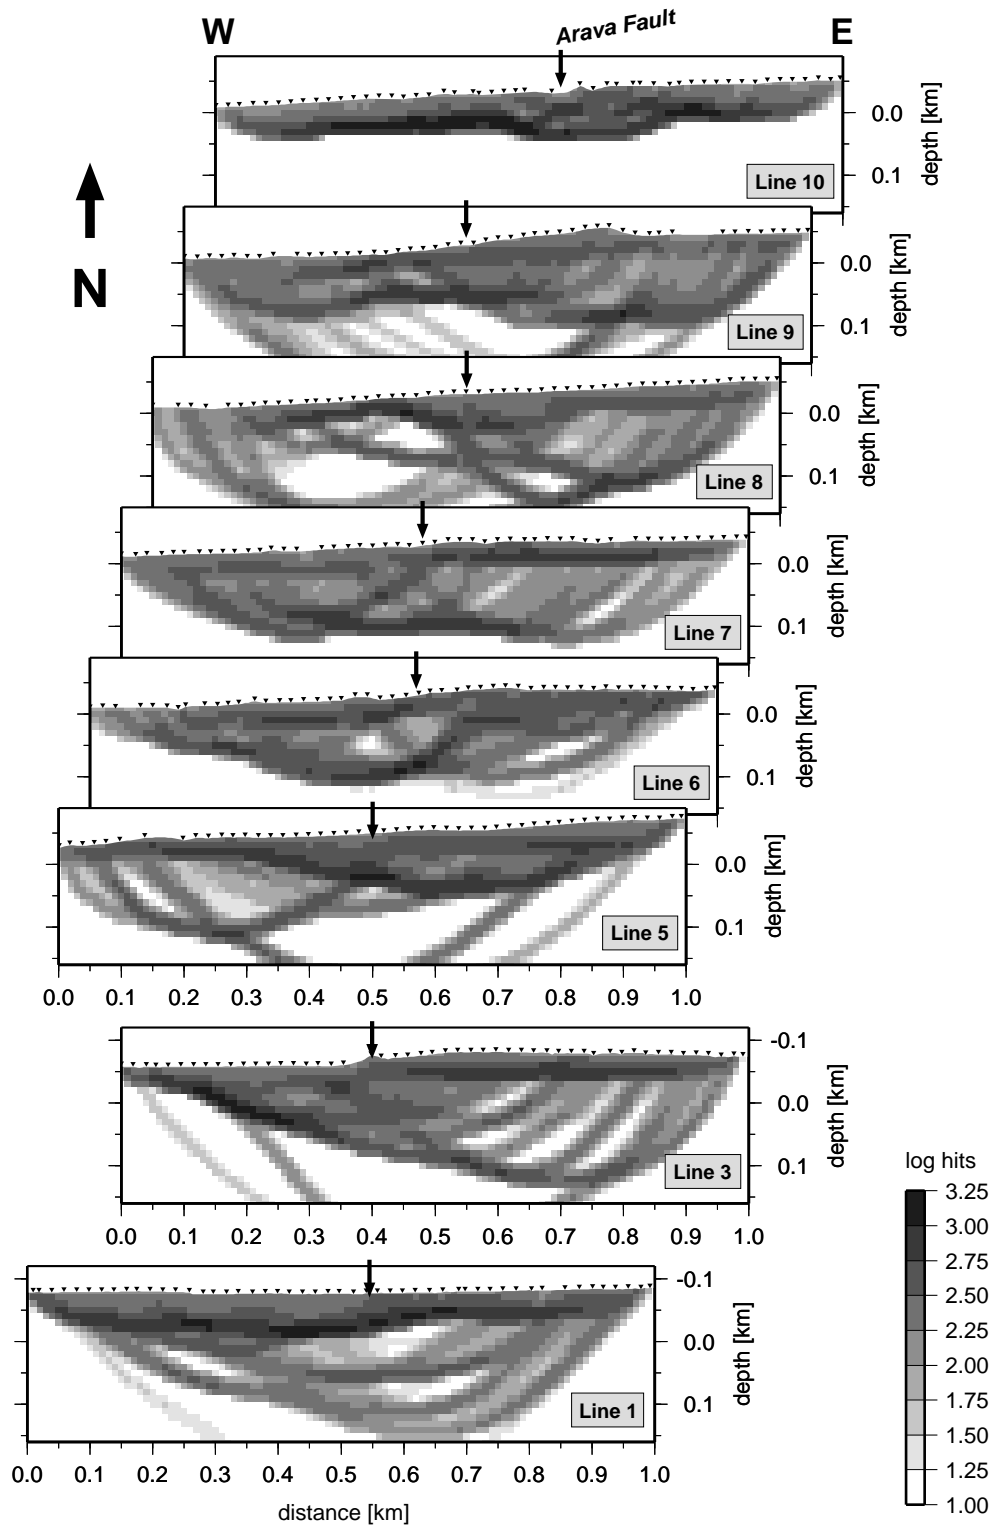 W
Arava Fault
E
0.0
0.1
depth [km]
Line 10
N
0.0
0.1
depth [km]
Line 9
0.0
0.1
depth [km]
Line 8
0.0
0.1
depth [km]
Line 7
0.0
0.1
depth [km]
Line 6
0.0
0.1
depth [km]
Line 5
0.0 0.1 0.2 0.3 0.4 0.5 0.6 0.7 0.8 0.9 1.0
-0.1
0.0
0.1
depth [km]
Line 3
0.0 0.1 0.2 0.3 0.4 0.5 0.6 0.7 0.8 0.9 1.0
-0.1
0.0
0.1
depth [km]
Line 1
0.0 0.1 0.2 0.3 0.4 0.5 0.6 0.7 0.8 0.9 1.0
distance [km]
log hits
3.25
3.00
2.75
2.50
2.25
2.00
1.75
1.50
1.25
1.00